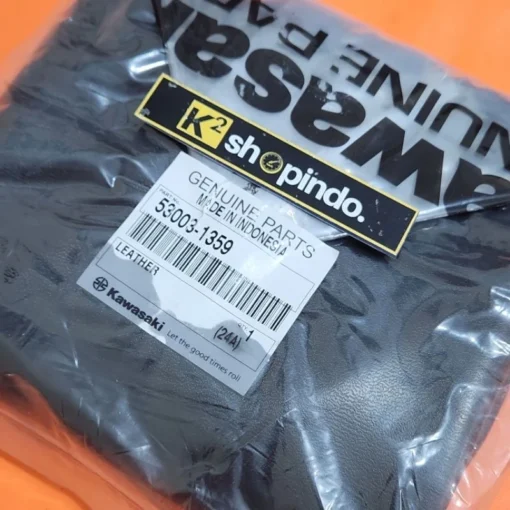 Kawasaki
GENUINE PARTS
K2 shopindo.
GENUINE PARTS
MADE IN INDONESIA
53003-1359
LEATHER
1
(24A)
Kawasaki
Let the good times roll